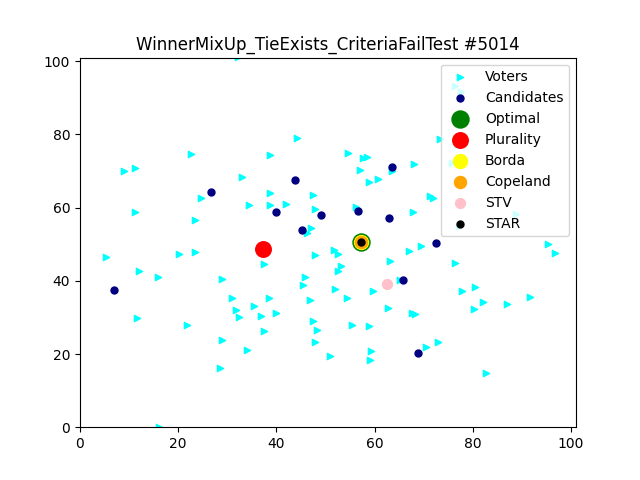 WinnerMixUp_TieExists_CriteriaFailTest #5014
100
80
60
40
20
0
0 20 40 60 80 100
Voters
Candidates
Optimal
Plurality
Borda
Copeland
STV
STAR